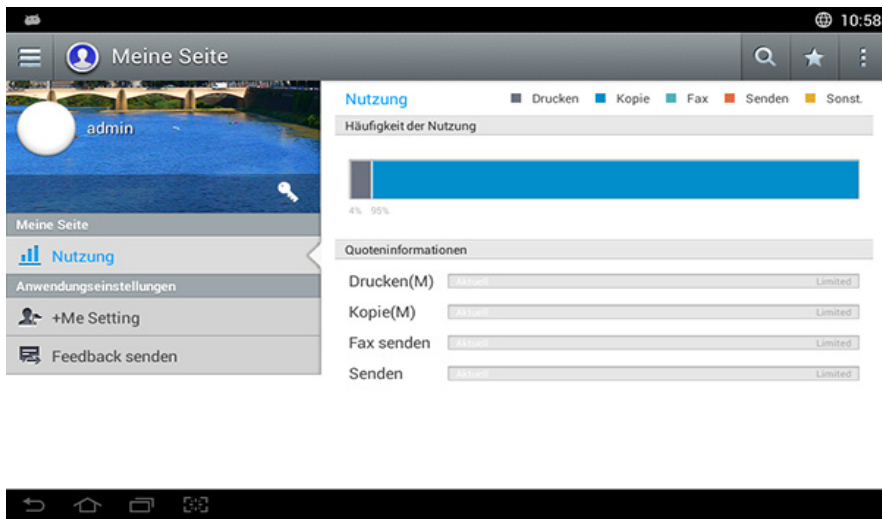 10:58
Meine Seite
admin
Meine Seite
Nutzung
Anwendungseinstellungen
+Me Setting
Feedback senden
Nutzung Drucken Kopie Fax Senden Sonst.
Häufigkeit der Nutzung
4% 95%
Quoteninformationen
Drucken(M) Aktuell Limited
Kopie(M) Aktuell Limited
Fax senden Aktuell Limited
Senden Aktuell Limited